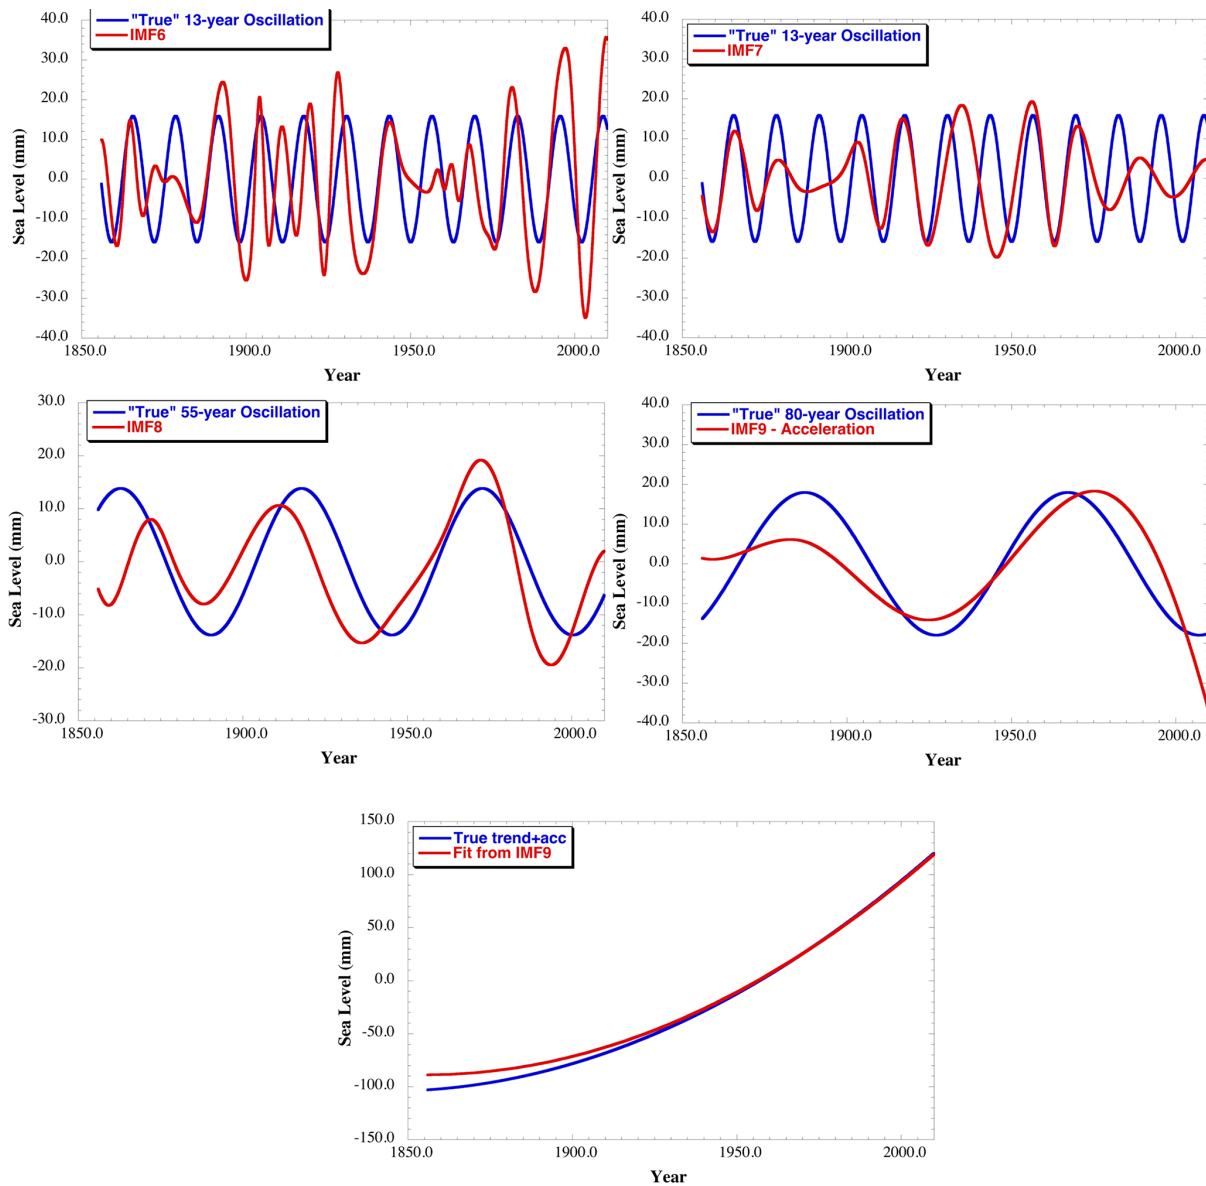 "True" 13-year Oscillation
IMF6
40.0
30.0
20.0
10.0
0.0
-10.0
-20.0
-30.0
-40.0
Sea Level (mm)
1850.0 1900.0 1950.0 2000.0
Year
"True" 13-year Oscillation
IMF7
40.0
30.0
20.0
10.0
0.0
-10.0
-20.0
-30.0
-40.0
Sea Level (mm)
1850.0 1900.0 1950.0 2000.0
Year
"True" 55-year Oscillation
IMF8
30.0
20.0
10.0
0.0
-10.0
-20.0
-30.0
Sea Level (mm)
1850.0 1900.0 1950.0 2000.0
Year
"True" 80-year Oscillation
IMF9 - Acceleration
40.0
30.0
20.0
10.0
0.0
-10.0
-20.0
-30.0
-40.0
Sea Level (mm)
1850.0 1900.0 1950.0 2000.0
Year
True trend+acc
Fit from IMF9
150.0
100.0
50.0
0.0
-50.0
-100.0
-150.0
Sea Level (mm)
1850.0 1900.0 1950.0 2000.0
Year